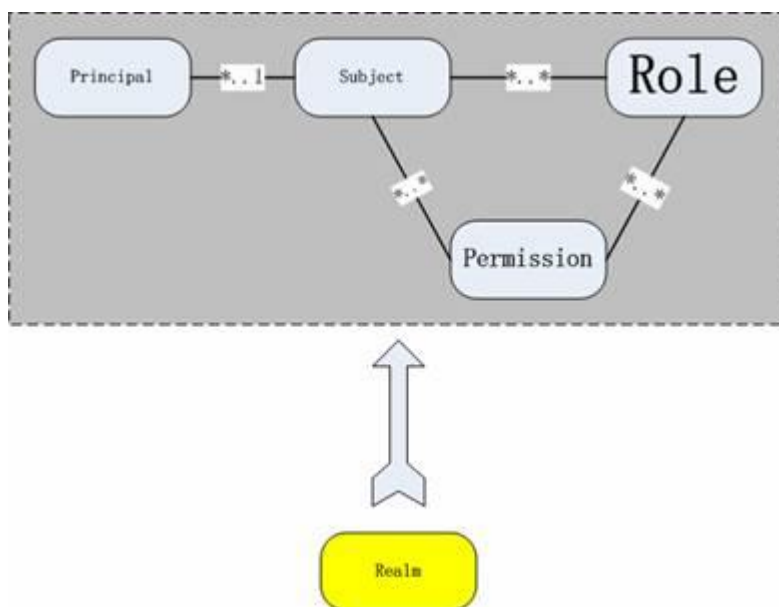 Principal
*..1
Subject
*..*
Role
*..*
*..*
Permission
Realm